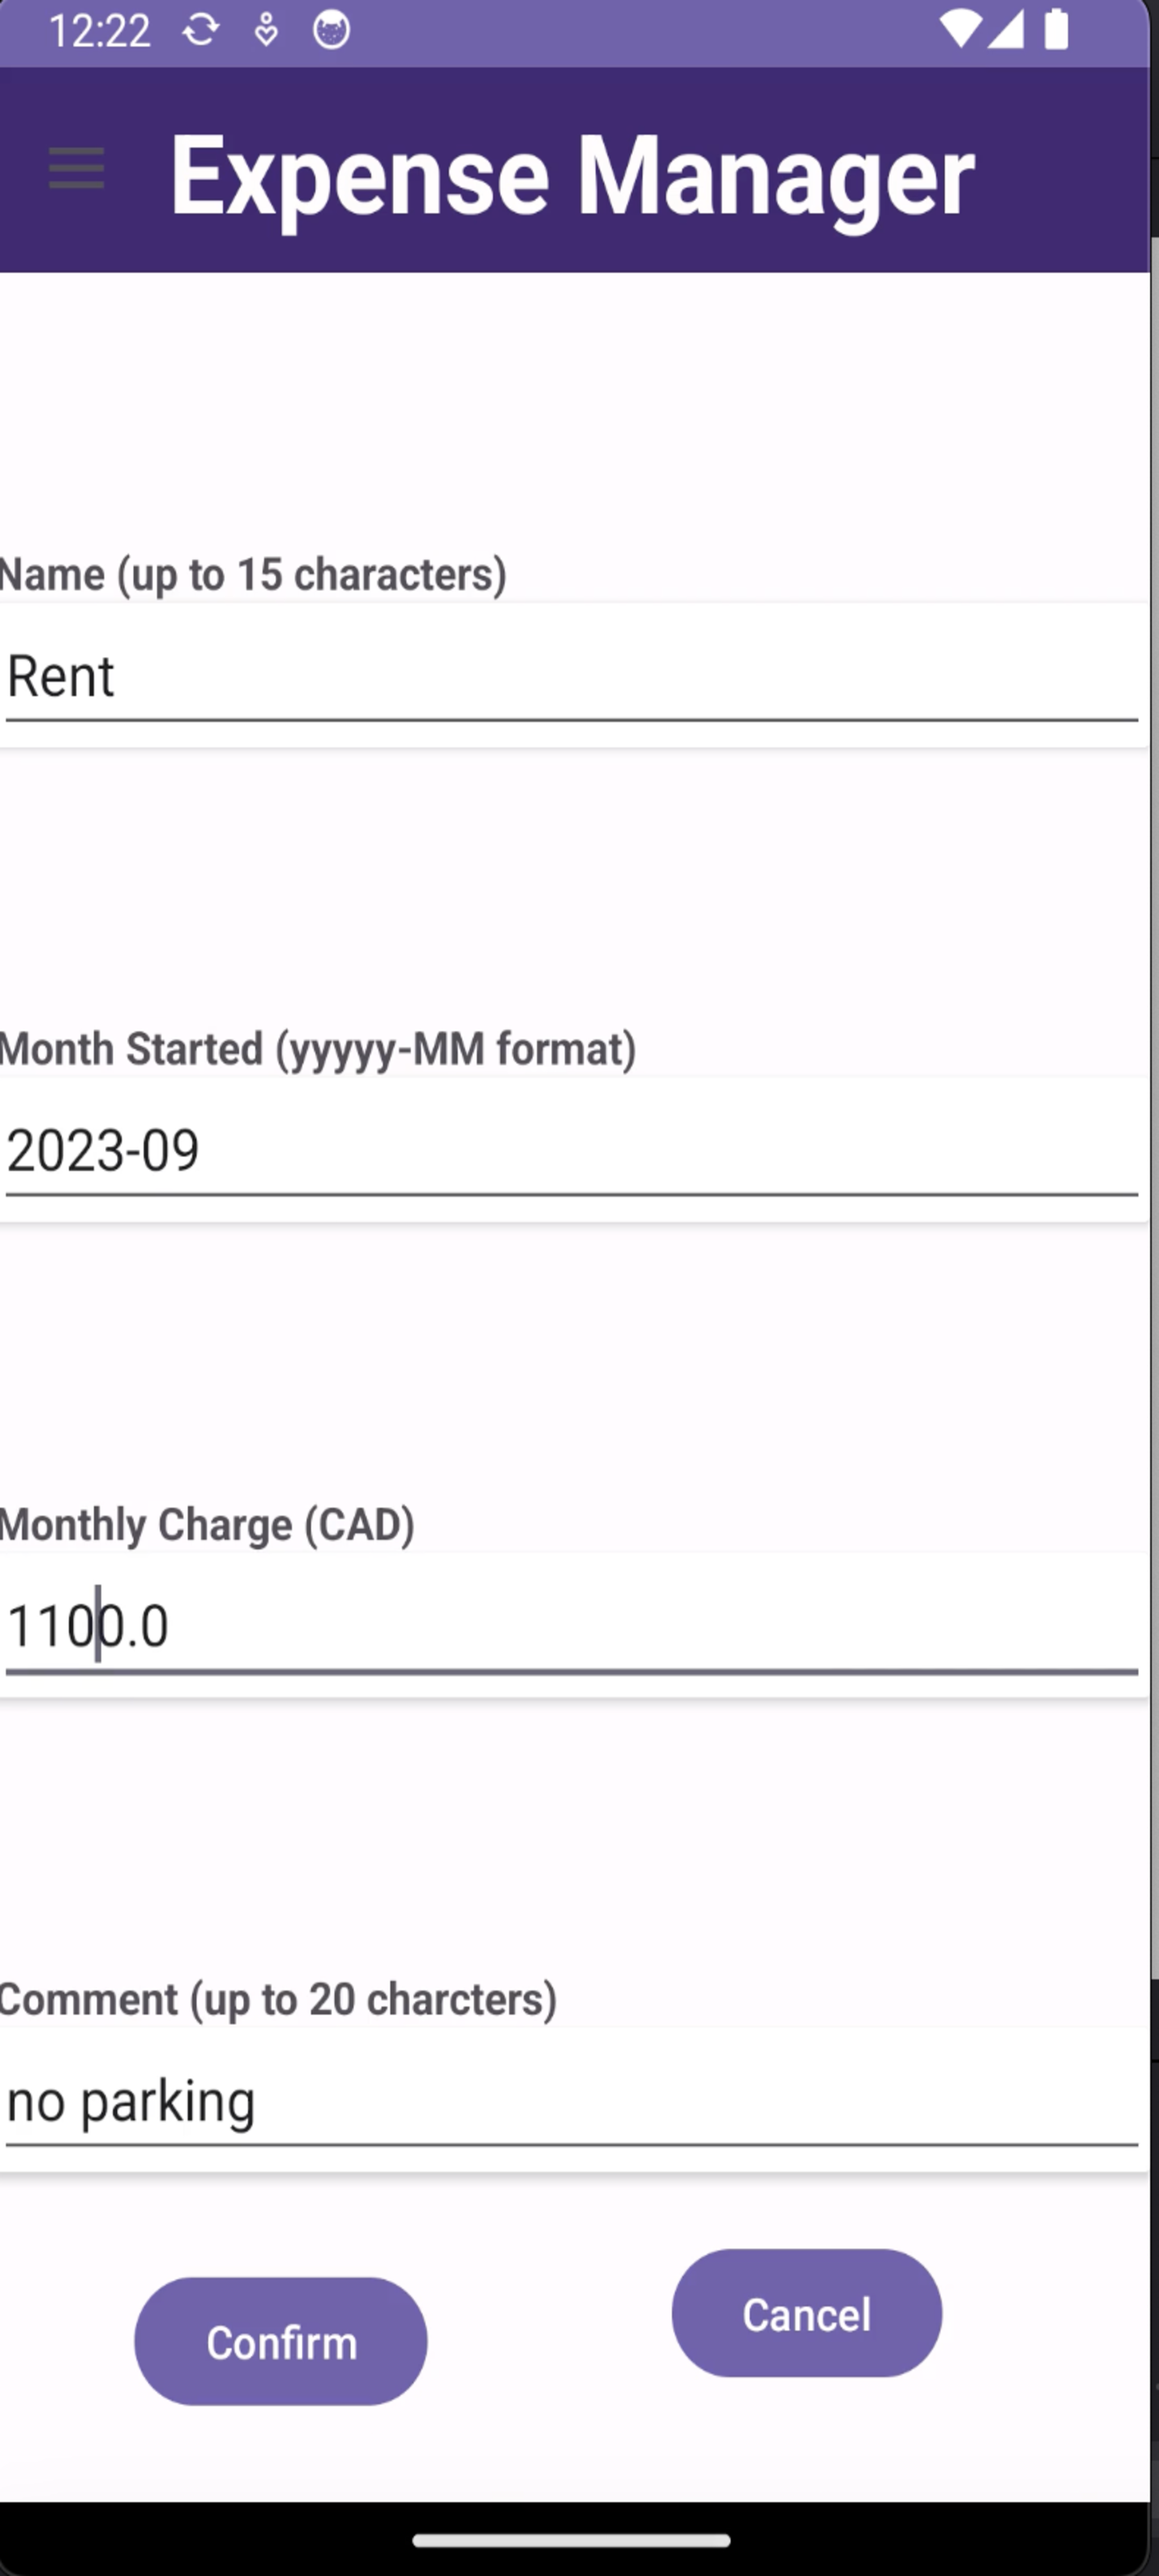 12:22
Expense Manager
Name (up to 15 characters)
Rent
Month Started (yyyyy-MM format)
2023-09
Monthly Charge (CAD)
1100.0
Comment (up to 20 charcters)
no parking
Cancel
Confirm